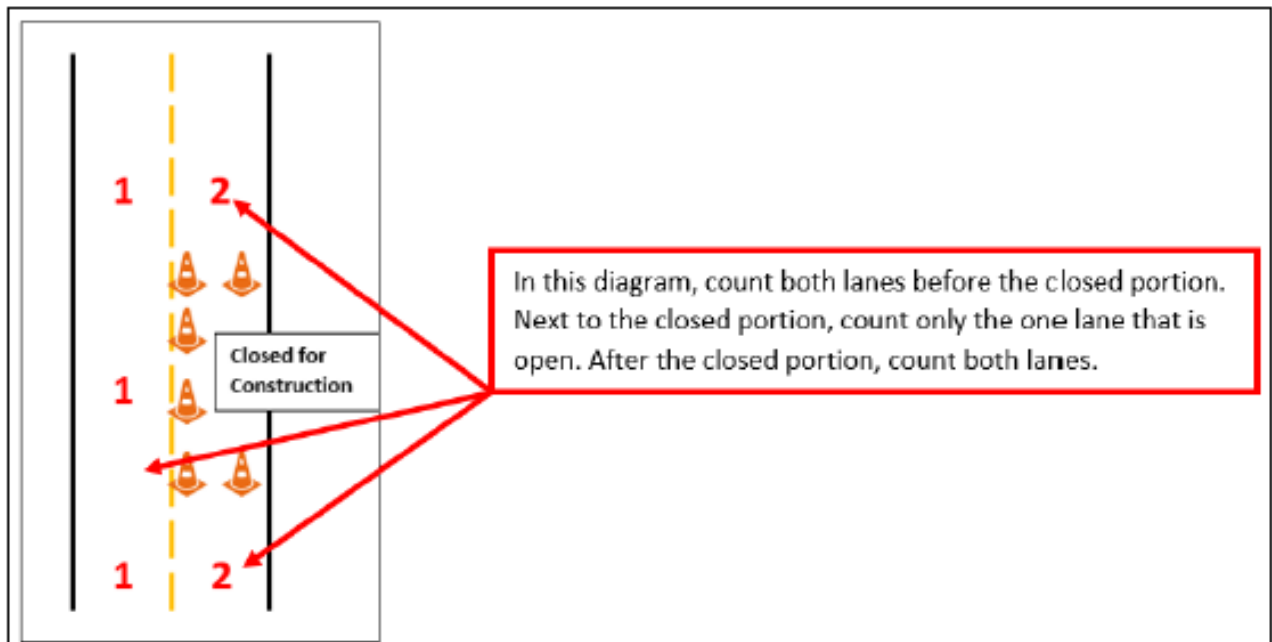 1 2
In this diagram, count both lanes before the closed portion.
Next to the closed portion, count only the one lane that is
open. After the closed portion, count both lanes.
Closed for
Construction
1
1 2